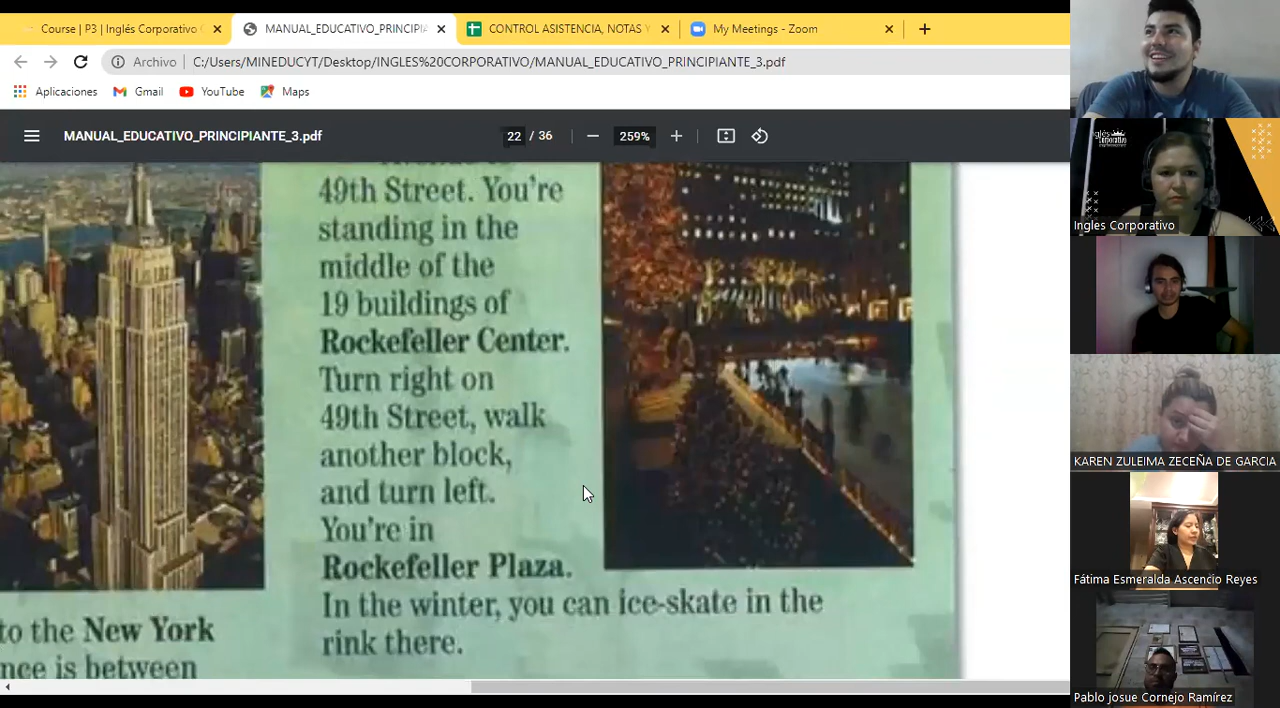 Course | P3 | Inglés Corporativo
MANUAL_EDUCATIVO_PRINCIPIA
CONTROL ASISTENCIA, NOTAS Y
My Meetings - Zoom
Archivo
C:/Users/MINEDUCYT/Desktop/INGLES%20CORPORATIVO/MANUAL_EDUCATIVO_PRINCIPIANTE_3.pdf
Aplicaciones
Gmail
YouTube
Maps
MANUAL_EDUCATIVO_PRINCIPIANTE_3.pdf
22 / 36
259%
49th Street. You're
standing in the
middle of the
19 buildings of
Rockefeller Center.
Turn right on
49th Street, walk
another block,
and turn left.
You're in
Rockefeller Plaza.
In the winter, you can ice-skate in the
rink there.
to the New York
nce is between
Inglés
Corporativo
Ingles Corporativo
KAREN ZULEIMA ZECEÑA DE GARCIA
Fátima Esmeralda Ascencio Reyes
Pablo josue Cornejo Ramírez